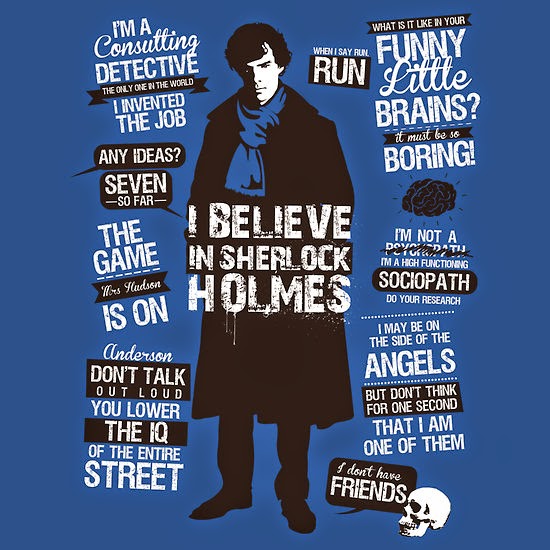 I'M A
Consulting
DETECTIVE
THE ONLY ONE IN THE WORLD
I INVENTED
THE JOB
WHEN I SAY RUN,
RUN
WHAT IS IT LIKE IN YOUR
FUNNY
Little
BRAINS?
it must be so
BORING!
ANY IDEAS?
SEVEN
—SO FAR—
THE
GAME
Mrs Hudson
IS ON
I BELIEVE
IN SHERLOCK
HOLMES
I'M NOT A
PSYCHOPATH
I'M A HIGH FUNCTIONING
SOCIOPATH
DO YOUR RESEARCH
Anderson
DON'T TALK
OUT LOUD
YOU LOWER
THE IQ
OF THE ENTIRE
STREET
I MAY BE ON
THE SIDE OF THE
ANGELS
BUT DON'T THINK
FOR ONE SECOND
THAT I AM
ONE OF THEM
I don't have
FRIENDS